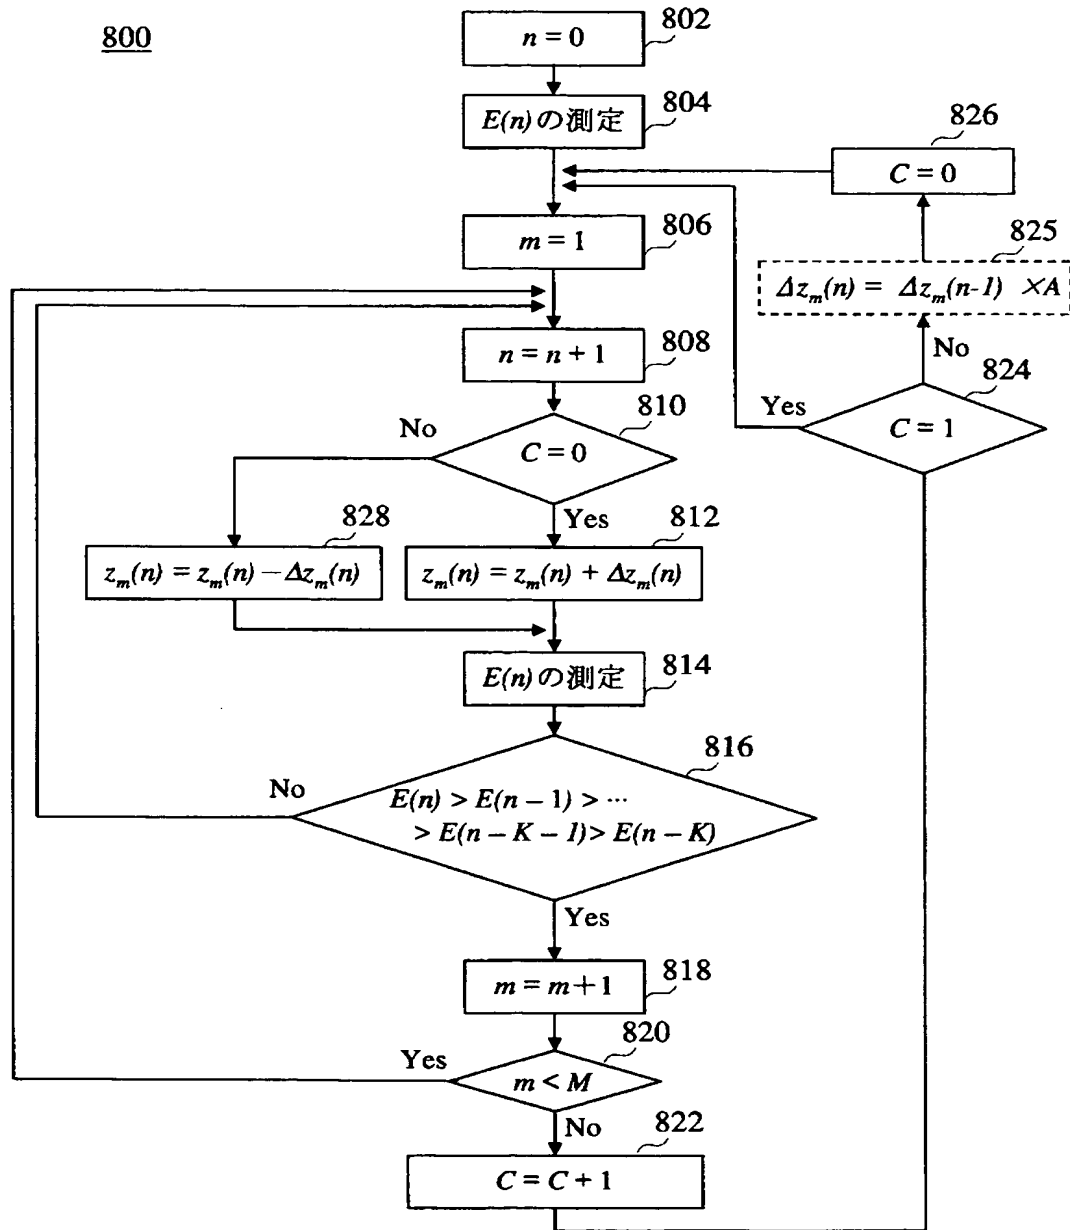 800
n = 0
802
E(n) の測定
804
m = 1
806
n = n + 1
808
C = 0
810
No
Yes
z_m(n) = z_m(n) − Δz_m(n)
828
z_m(n) = z_m(n) + Δz_m(n)
812
E(n) の測定
814
E(n) > E(n − 1) > ···
> E(n − K − 1) > E(n − K)
816
No
Yes
m = m + 1
818
m < M
820
Yes
No
C = C + 1
822
C = 1
824
Yes
No
Δz_m(n) = Δz_m(n-1) ×A
825
C = 0
826